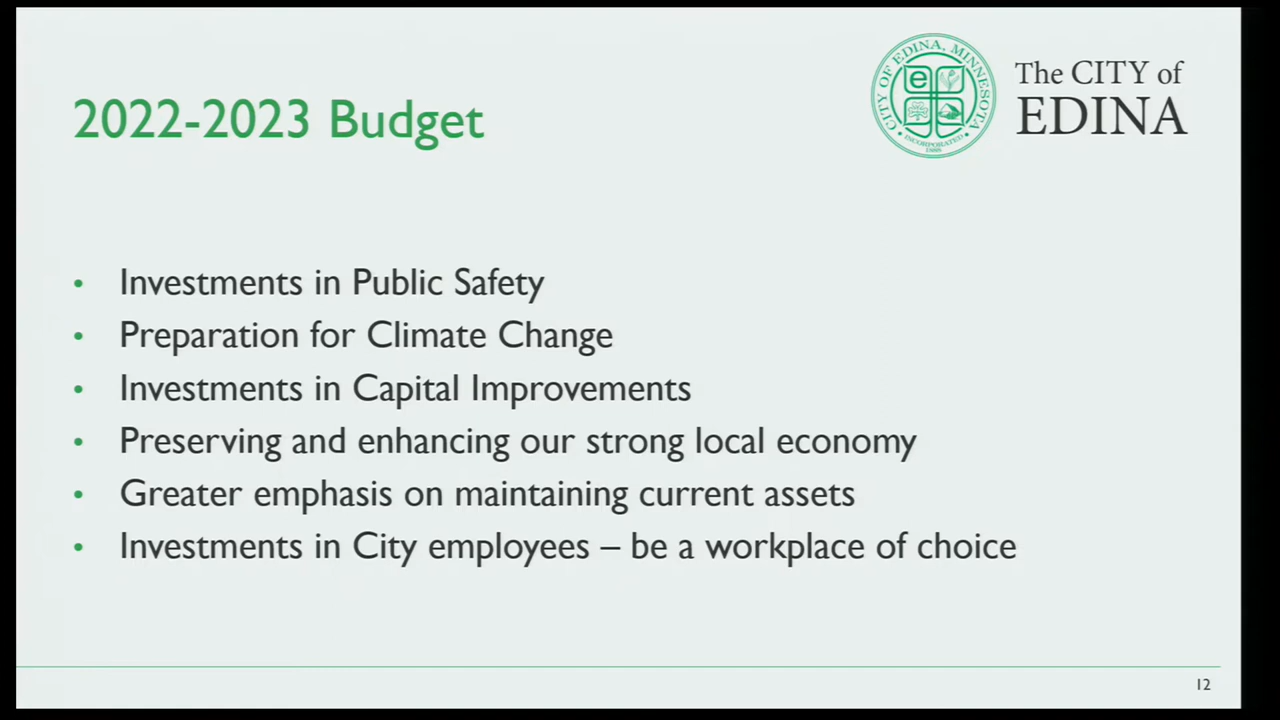 2022-2023 Budget
CITY OF EDINA, MINNESOTA
INCORPORATED
1888
e
The CITY of
EDINA
• Investments in Public Safety
• Preparation for Climate Change
• Investments in Capital Improvements
• Preserving and enhancing our strong local economy
• Greater emphasis on maintaining current assets
• Investments in City employees – be a workplace of choice
12